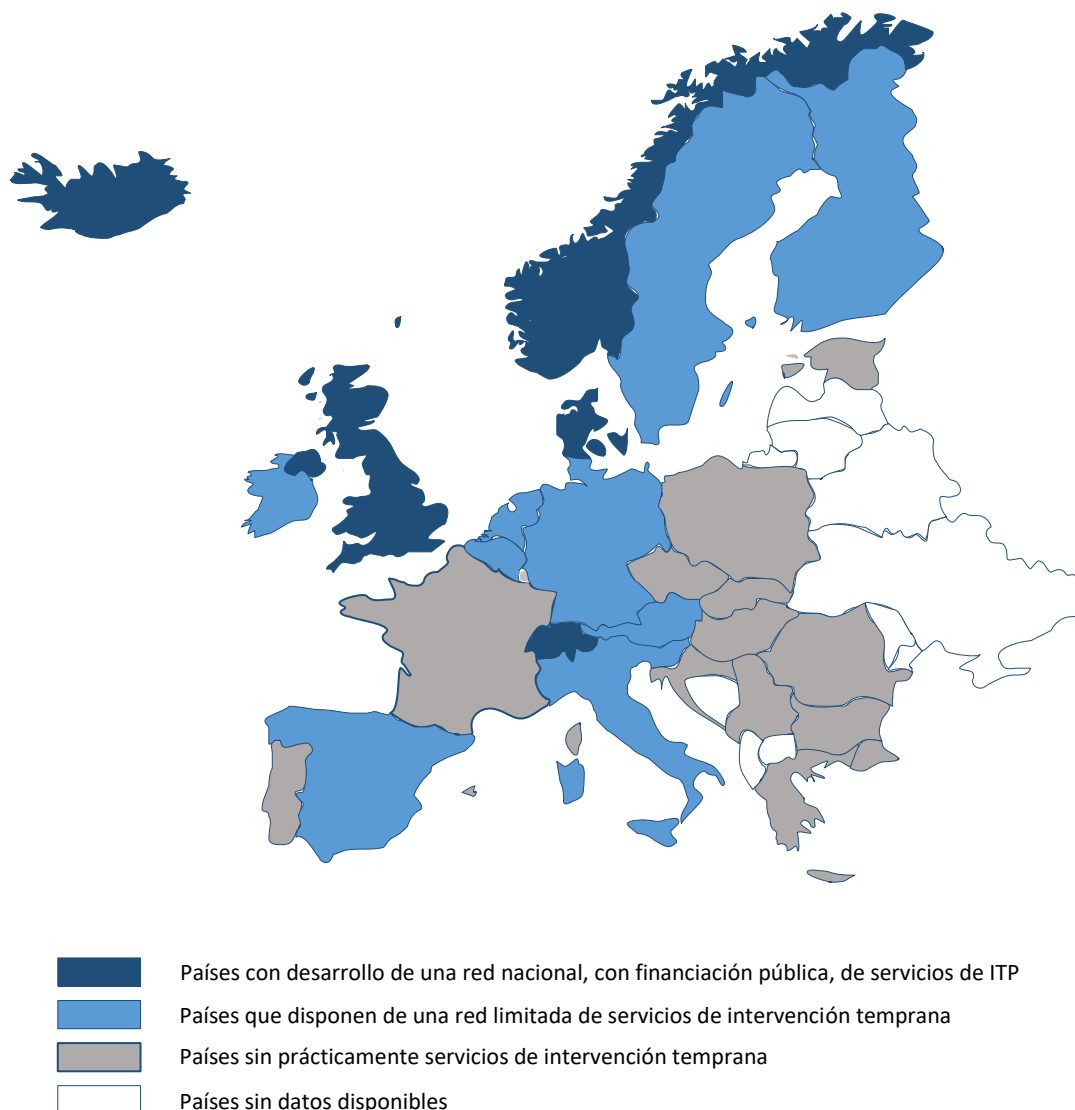 Países con desarrollo de una red nacional, con financiación pública, de servicios de ITP
Países que disponen de una red limitada de servicios de intervención temprana
Países sin prácticamente servicios de intervención temprana
Países sin datos disponibles